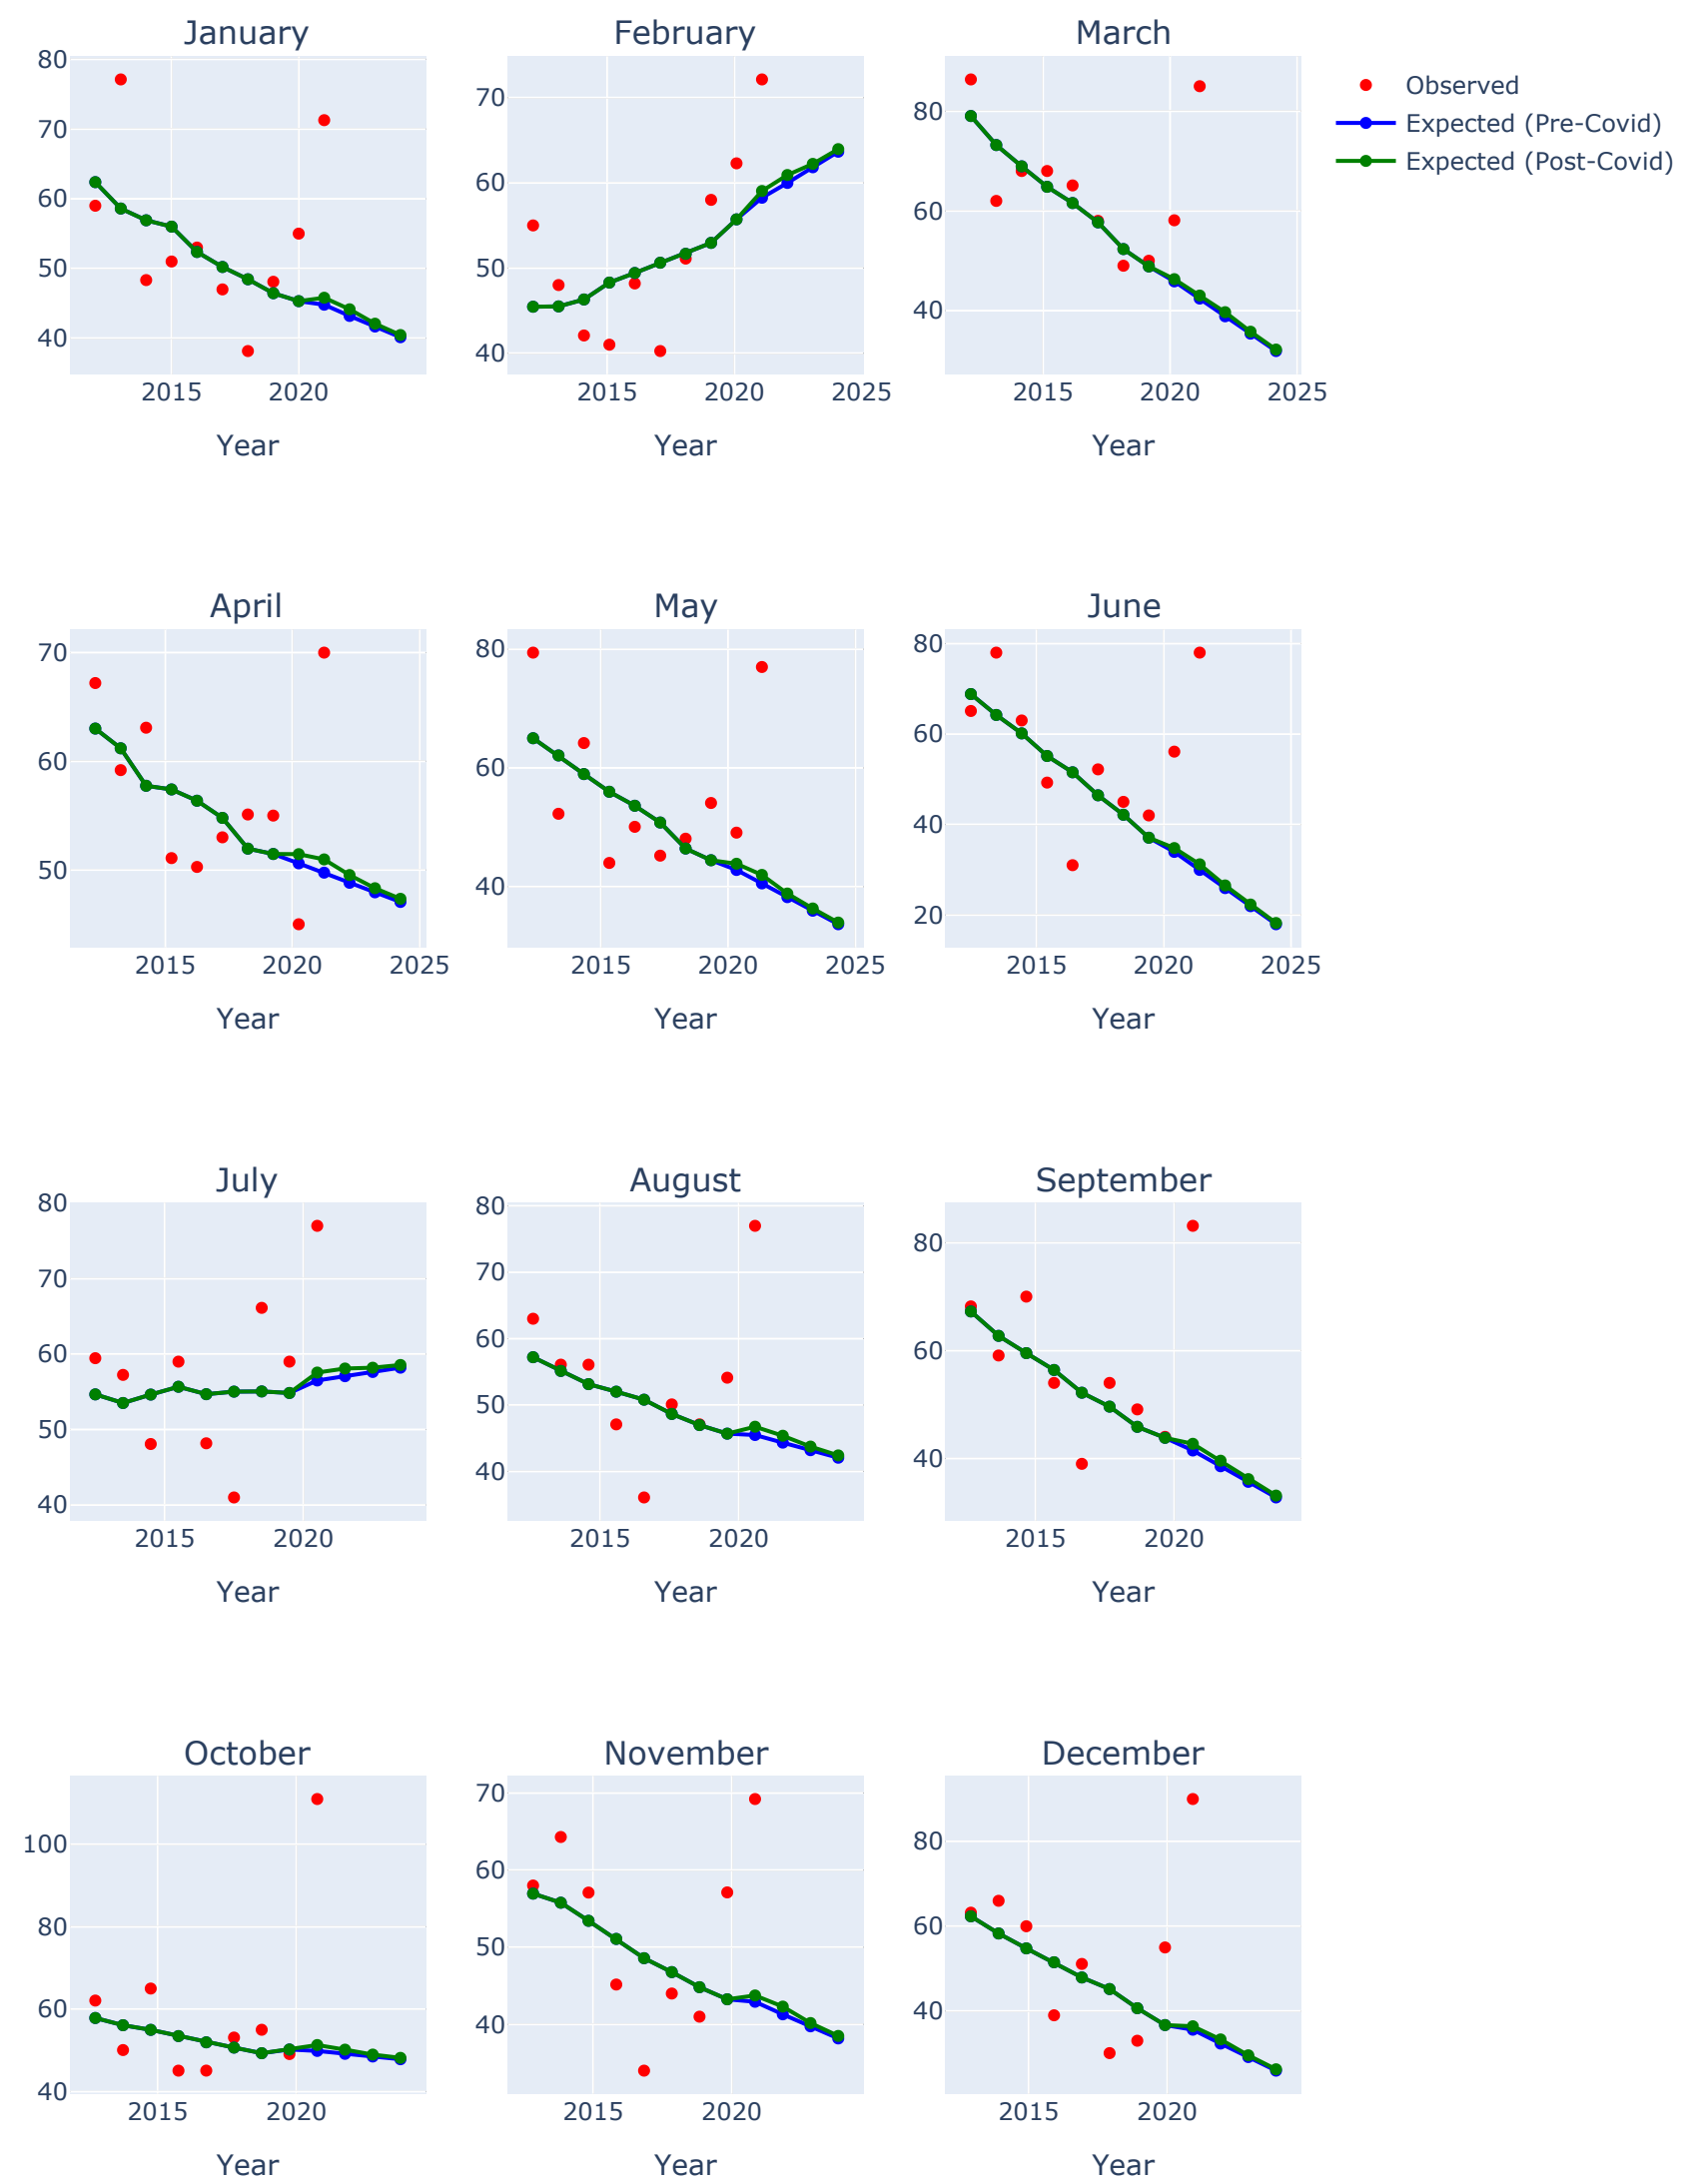 January
February
March
Observed
Expected (Pre-Covid)
Expected (Post-Covid)
80
70
60
50
40
2015
2020
Year
70
60
50
40
2015
2020
2025
Year
80
60
40
2015
2020
2025
Year
April
May
June
70
60
50
2015
2020
2025
Year
80
60
40
2015
2020
2025
Year
80
60
40
20
2015
2020
2025
Year
July
August
September
80
70
60
50
40
2015
2020
Year
80
70
60
50
40
2015
2020
Year
80
60
40
2015
2020
Year
October
November
December
100
80
60
40
2015
2020
Year
70
60
50
40
2015
2020
Year
80
60
40
2015
2020
Year